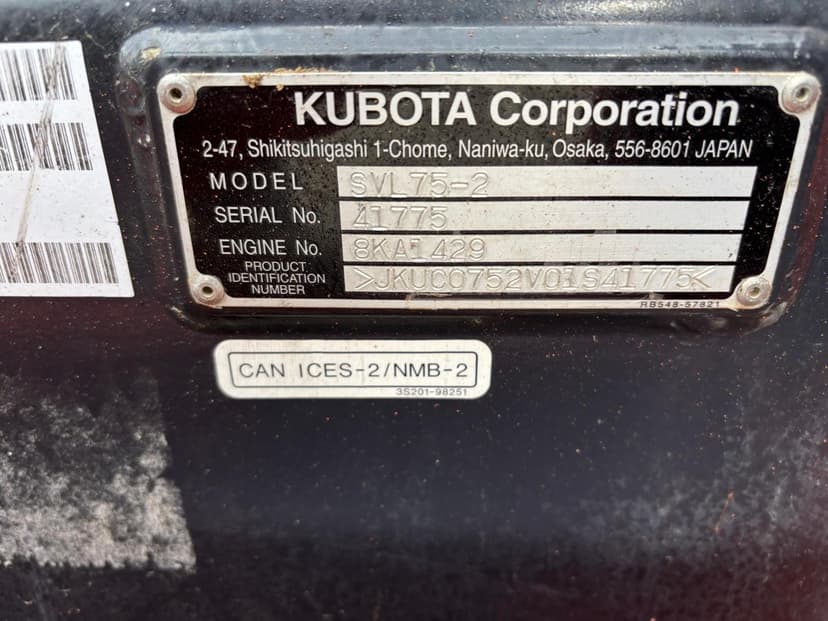 KUBOTA Corporation
2-47, Shikitsuhigashi 1-Chome, Naniwa-ku, Osaka, 556-8601 JAPAN
MODEL SVL75-2
SERIAL No. 41775
ENGINE No. 8KA1429
PRODUCT IDENTIFICATION NUMBER >JKUC0752V01S41775<
RB548-57821
CAN ICES-2/NMB-2
3S201-98251